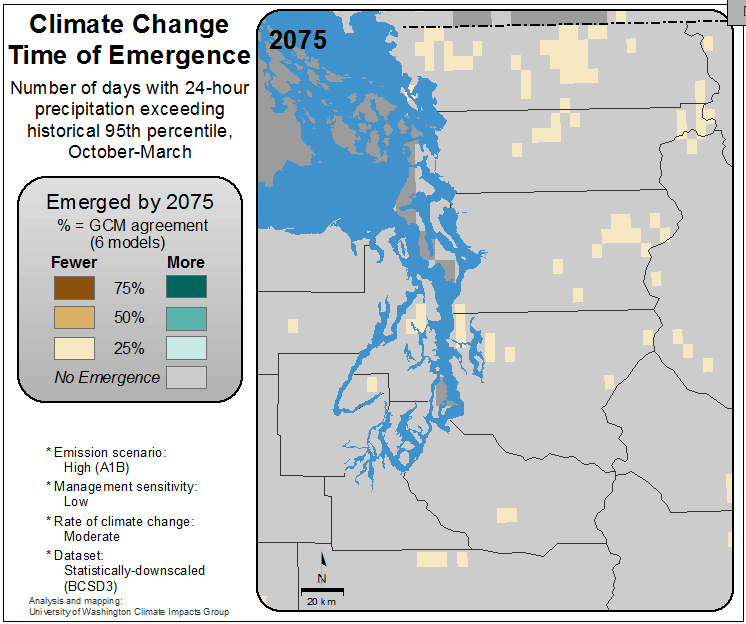 Climate Change
Time of Emergence
Number of days with 24-hour
precipitation exceeding
historical 95th percentile,
October-March
Emerged by 2075
% = GCM agreement
(6 models)
Fewer More
75%
50%
25%
No Emergence
* Emission scenario:
High (A1B)
* Management sensitivity:
Low
* Rate of climate change:
Moderate
* Dataset:
Statistically-downscaled
(BCSD3)
Analysis and mapping:
University of Washington Climate Impacts Group
2075
N
20 km